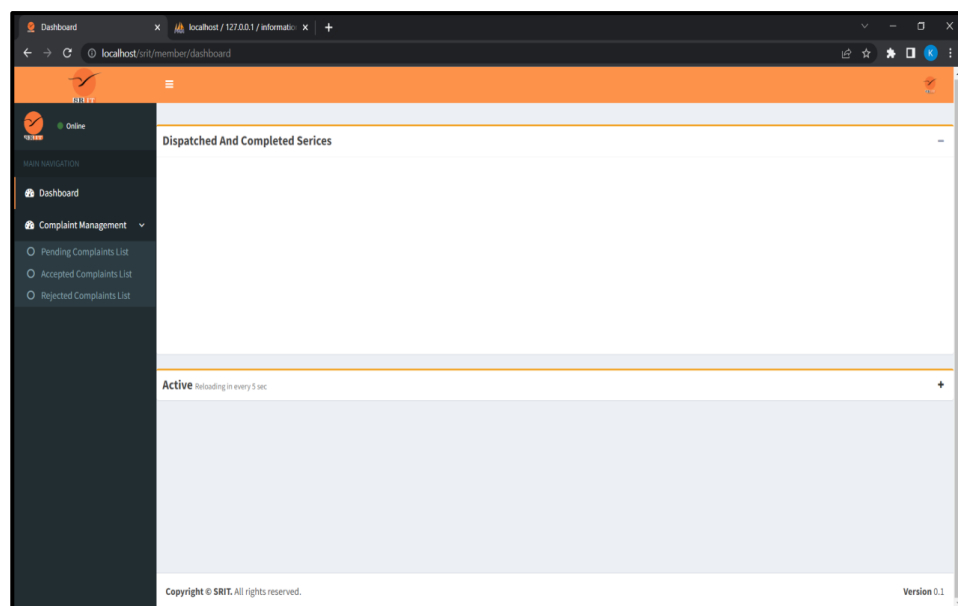 Dashboard
localhost / 127.0.0.1 / informatio
localhost/srit/member/dashboard
K
SRIT
SRIT
Online
MAIN NAVIGATION
Dashboard
Complaint Management
Pending Complaints List
Accepted Complaints List
Rejected Complaints List
Dispatched And Completed Serices
Active Reloading in every 5 sec
Copyright © SRIT. All rights reserved.
Version 0.1